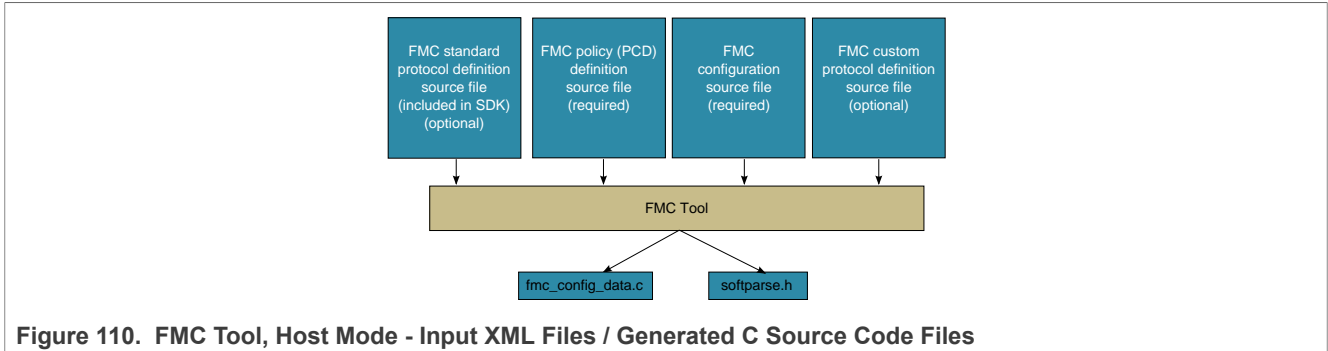 FMC standard
protocol definition
source file
(included in SDK)
(optional)
FMC policy (PCD)
definition
source file
(required)
FMC
configuration
source file
(required)
FMC custom
protocol definition
source file
(optional)
FMC Tool
fmc_config_data.c
softparse.h
Figure 110. FMC Tool, Host Mode - Input XML Files / Generated C Source Code Files